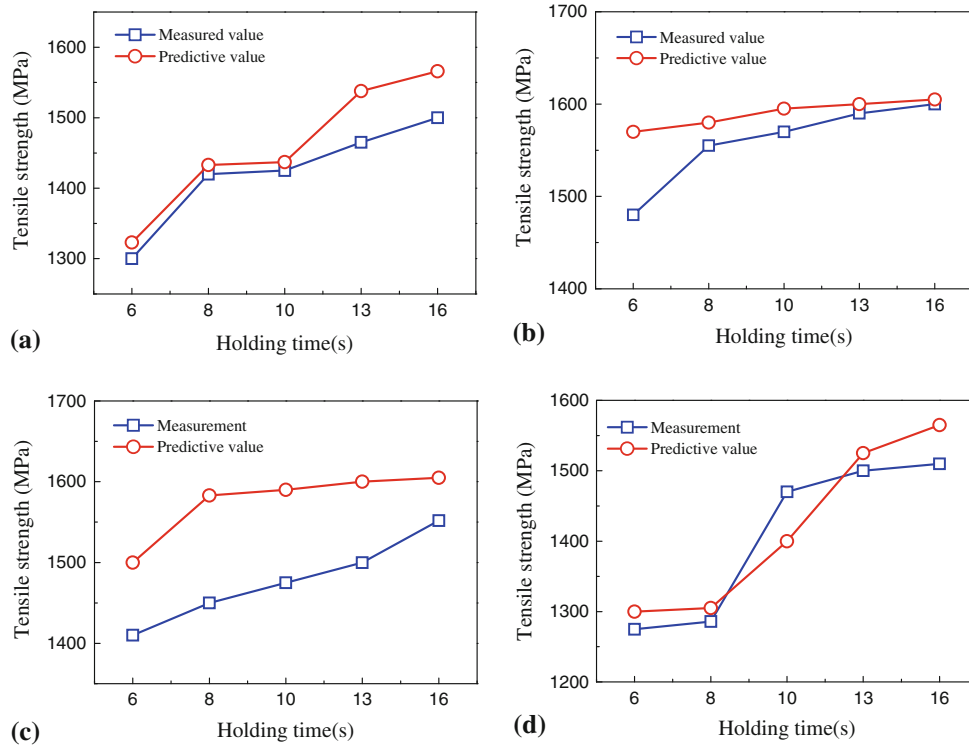 1600
1500
1400
1300
Tensile strength (MPa)
Measured value
Predictive value
6 8 10 13 16
Holding time(s)
(a)
1700
1600
1500
1400
Tensile strength (MPa)
Measured value
Predictive value
6 8 10 13 16
Holding time(s)
(b)
1700
1600
1500
1400
Tensile strength (MPa)
Measurement
Predictive value
6 8 10 13 16
Holding time(s)
(c)
1600
1500
1400
1300
1200
Tensile strength (MPa)
Measurement
Predictive value
6 8 10 13 16
Holding time(s)
(d)